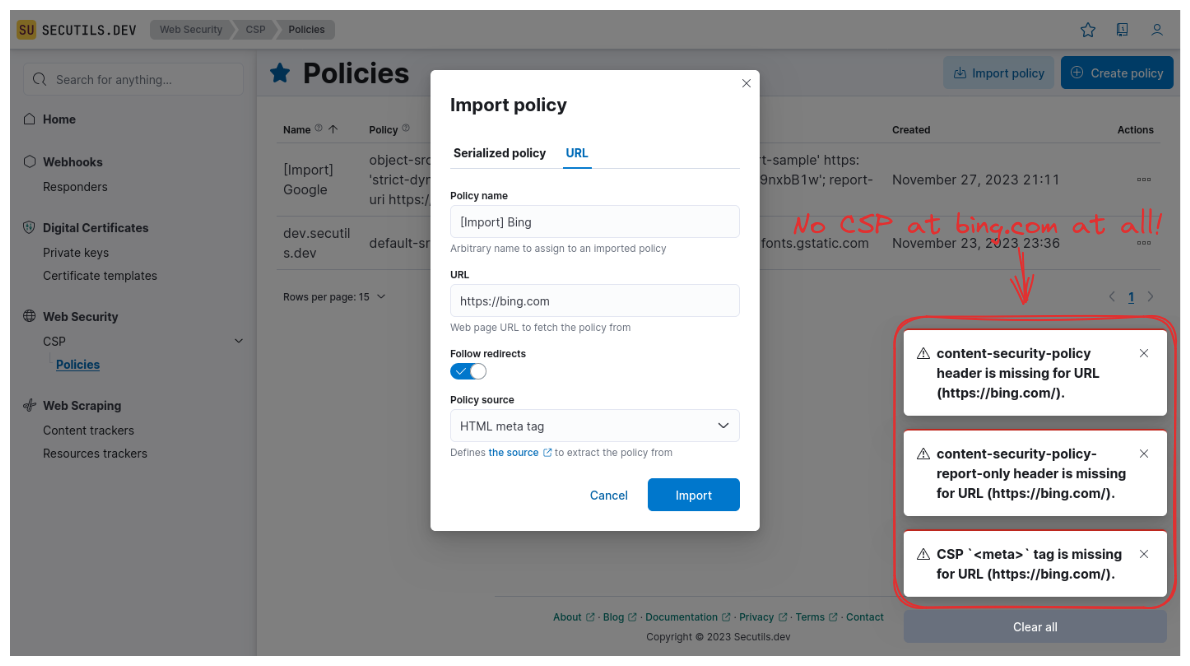 SU SECUTILS.DEV
Web Security
CSP
Policies
Search for anything...
Home
Webhooks
Responders
Digital Certificates
Private keys
Certificate templates
Web Security
CSP
Policies
Web Scraping
Content trackers
Resources trackers
Policies
Import policy
Create policy
Name
Policy
Created
Actions
[Import]
Google
object-src
'strict-dyn
uri https:/
rt-sample' https:
9nxbB1w'; report-
November 27, 2023 21:11
dev.secutil
s.dev
default-sr
fonts.gstatic.com
November 23, 2023 23:36
Rows per page: 15
1
Import policy
Serialized policy
URL
Policy name
[Import] Bing
Arbitrary name to assign to an imported policy
URL
https://bing.com
Web page URL to fetch the policy from
Follow redirects
Policy source
HTML meta tag
Defines the source to extract the policy from
Cancel
Import
No CSP at bing.com at all!
content-security-policy
header is missing for URL
(https://bing.com/).
content-security-policy-
report-only header is missing
for URL (https://bing.com/).
CSP `<meta>` tag is missing
for URL (https://bing.com/).
Clear all
About · Blog · Documentation · Privacy · Terms · Contact
Copyright © 2023 Secutils.dev